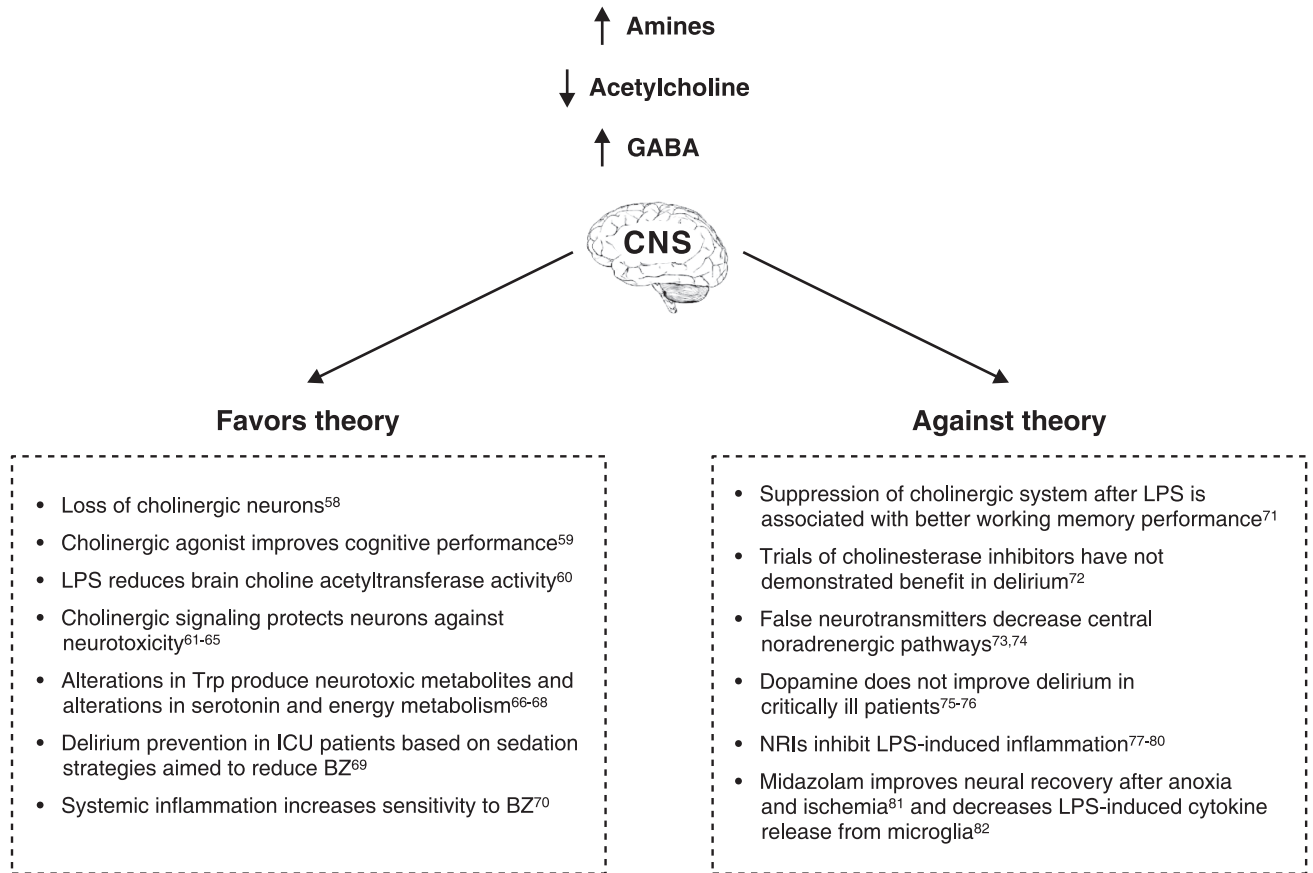 ↑ Amines
↓ Acetylcholine
↑ GABA
CNS
Favors theory
• Loss of cholinergic neurons58
• Cholinergic agonist improves cognitive performance59
• LPS reduces brain choline acetyltransferase activity60
• Cholinergic signaling protects neurons against
neurotoxicity61-65
• Alterations in Trp produce neurotoxic metabolites and
alterations in serotonin and energy metabolism66-68
• Delirium prevention in ICU patients based on sedation
strategies aimed to reduce BZ69
• Systemic inflammation increases sensitivity to BZ70
Against theory
• Suppression of cholinergic system after LPS is
associated with better working memory performance71
• Trials of cholinesterase inhibitors have not
demonstrated benefit in delirium72
• False neurotransmitters decrease central
noradrenergic pathways73,74
• Dopamine does not improve delirium in
critically ill patients75-76
• NRIs inhibit LPS-induced inflammation77-80
• Midazolam improves neural recovery after anoxia
and ischemia81 and decreases LPS-induced cytokine
release from microglia82